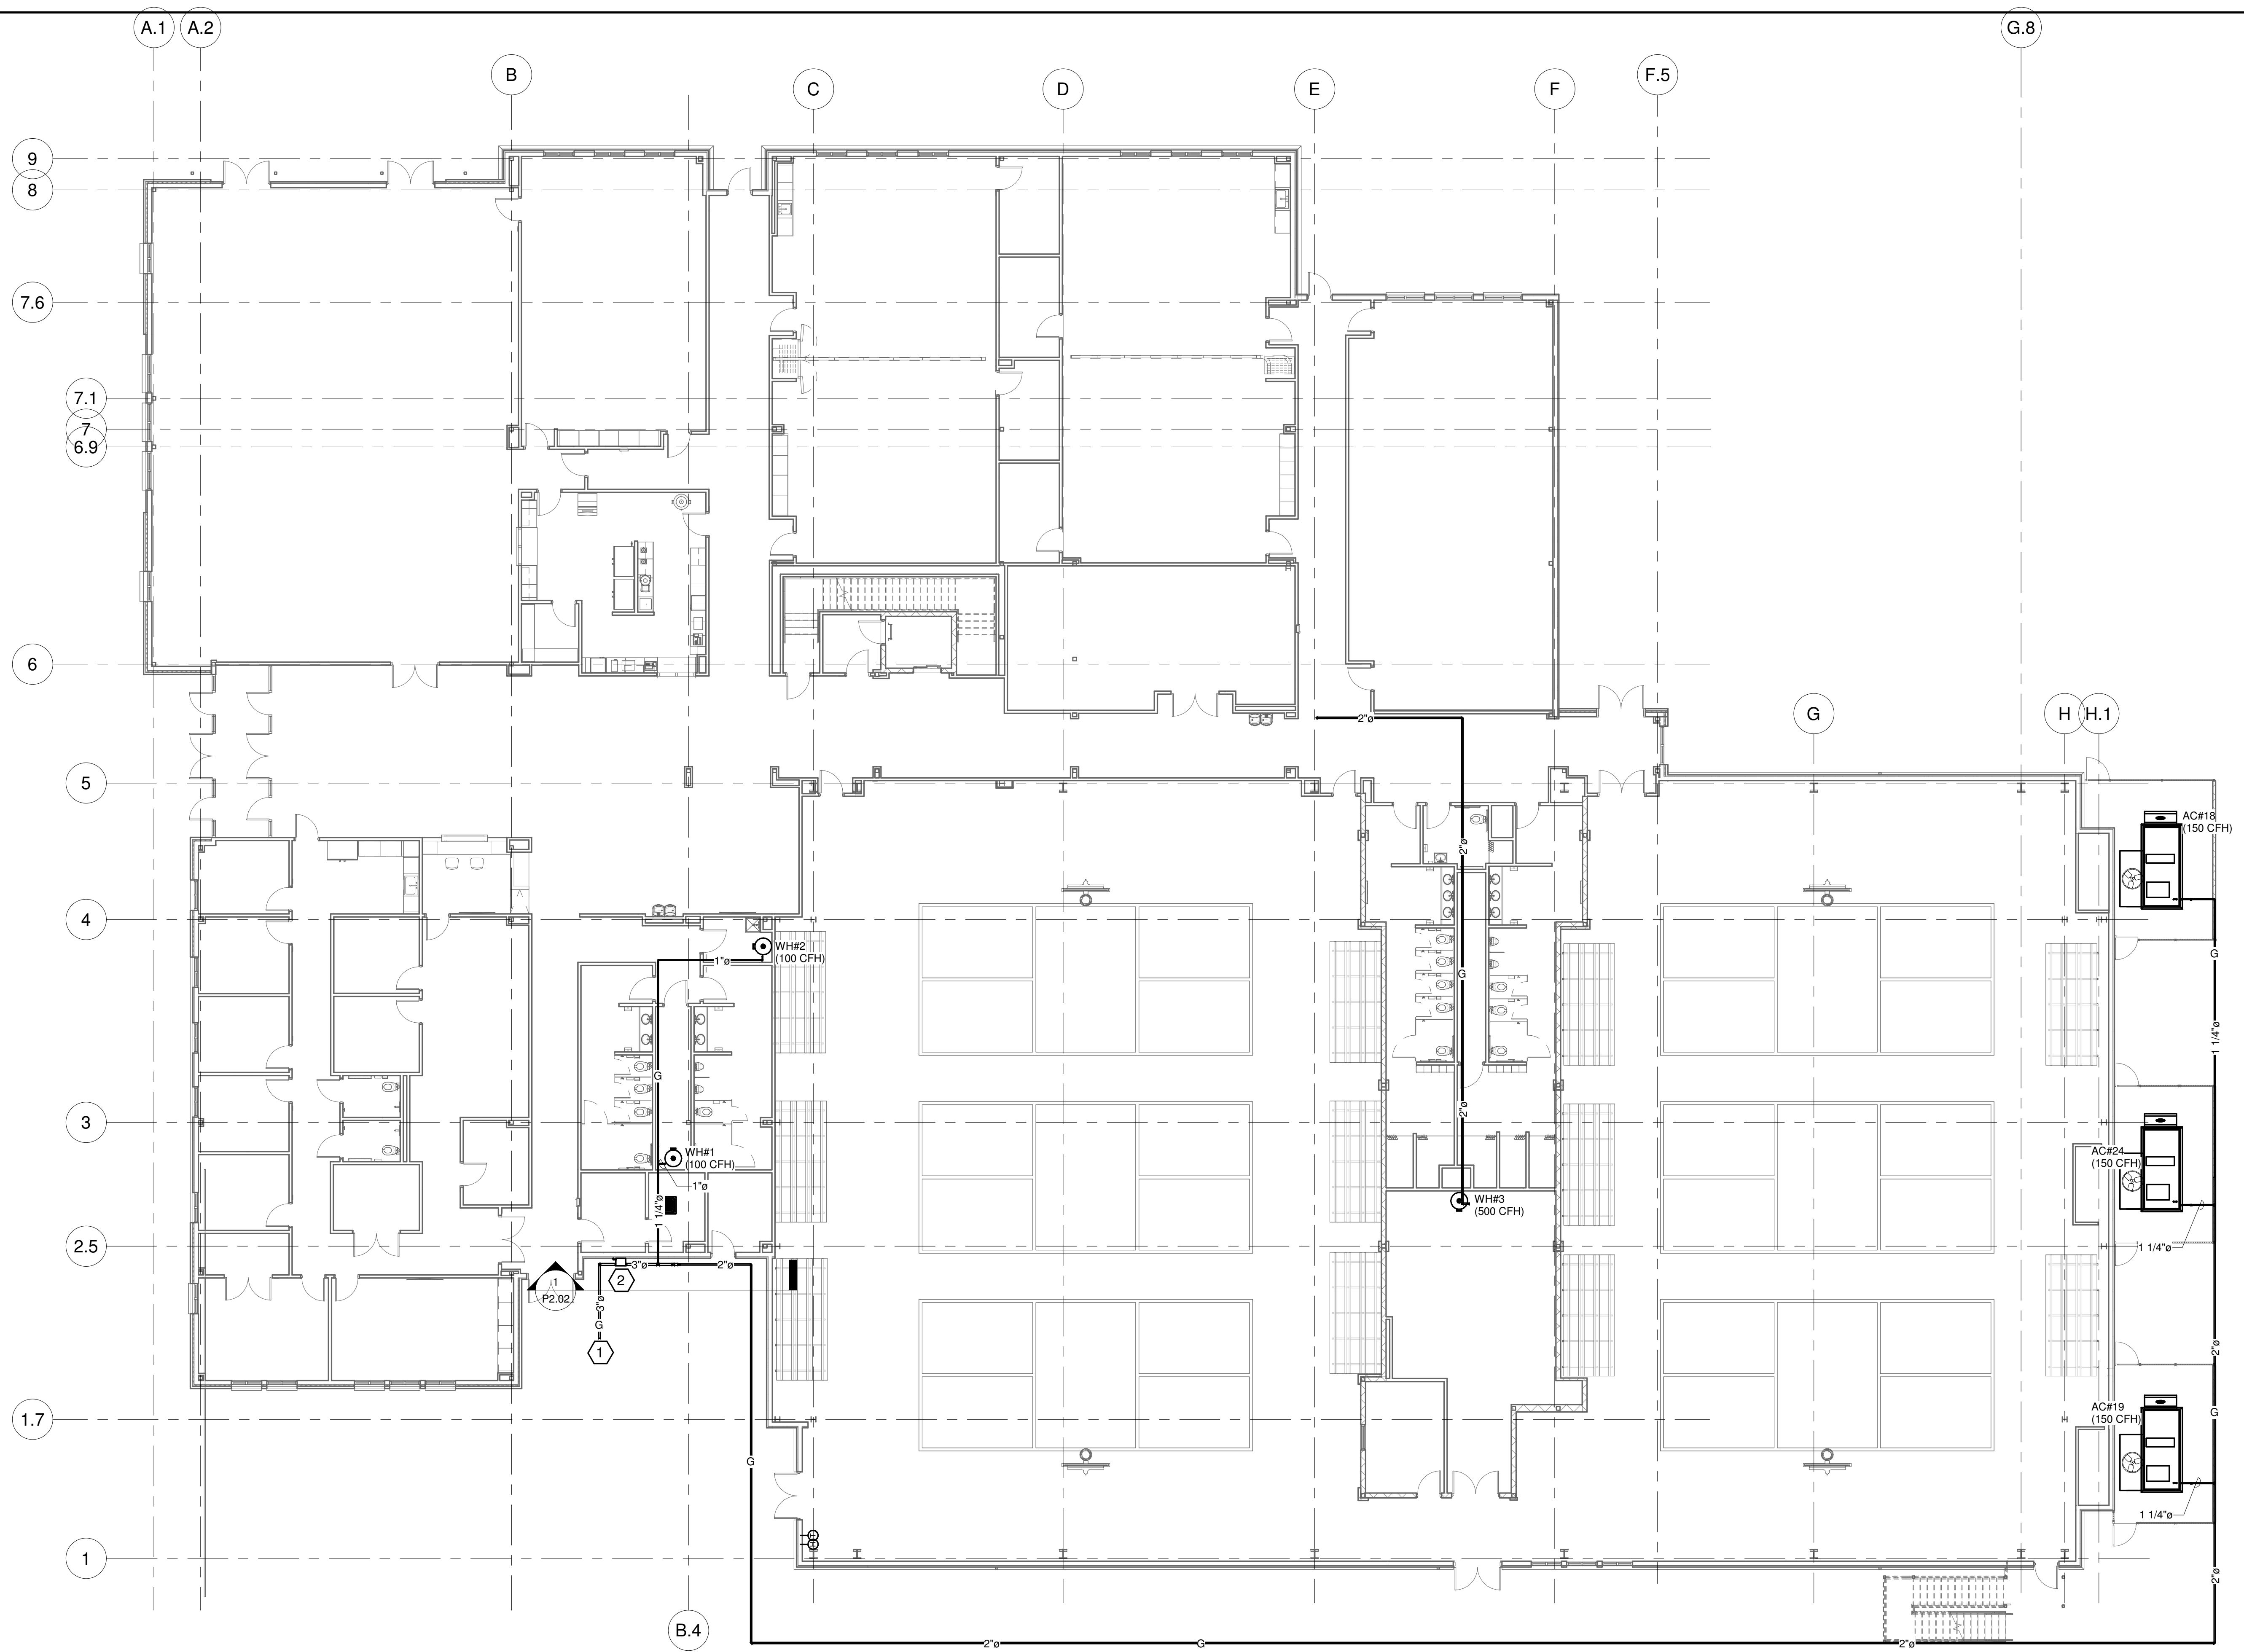 A.1
A.2
G.8
B
F.5
C
D
E
F
9
8
7.6
7.1
7
6.9
6
G
H
H.1
2"ø
5
AC#18
(150 CFH)
2"ø
4
WH#2
(100 CFH)
1"ø
G
G
1 1/4"ø
G
2"ø
3
WH#1
(100 CFH)
1"ø
1 1/4"ø
AC#24
(150 CFH)
WH#3
(500 CFH)
2.5
1 1/4"ø
3"ø
2"ø
2
1
P2.02
3"ø
G
1
2"ø
AC#19
(150 CFH)
G
1.7
G
1 1/4"ø
1
2"ø
B.4
2"ø
G
2"ø